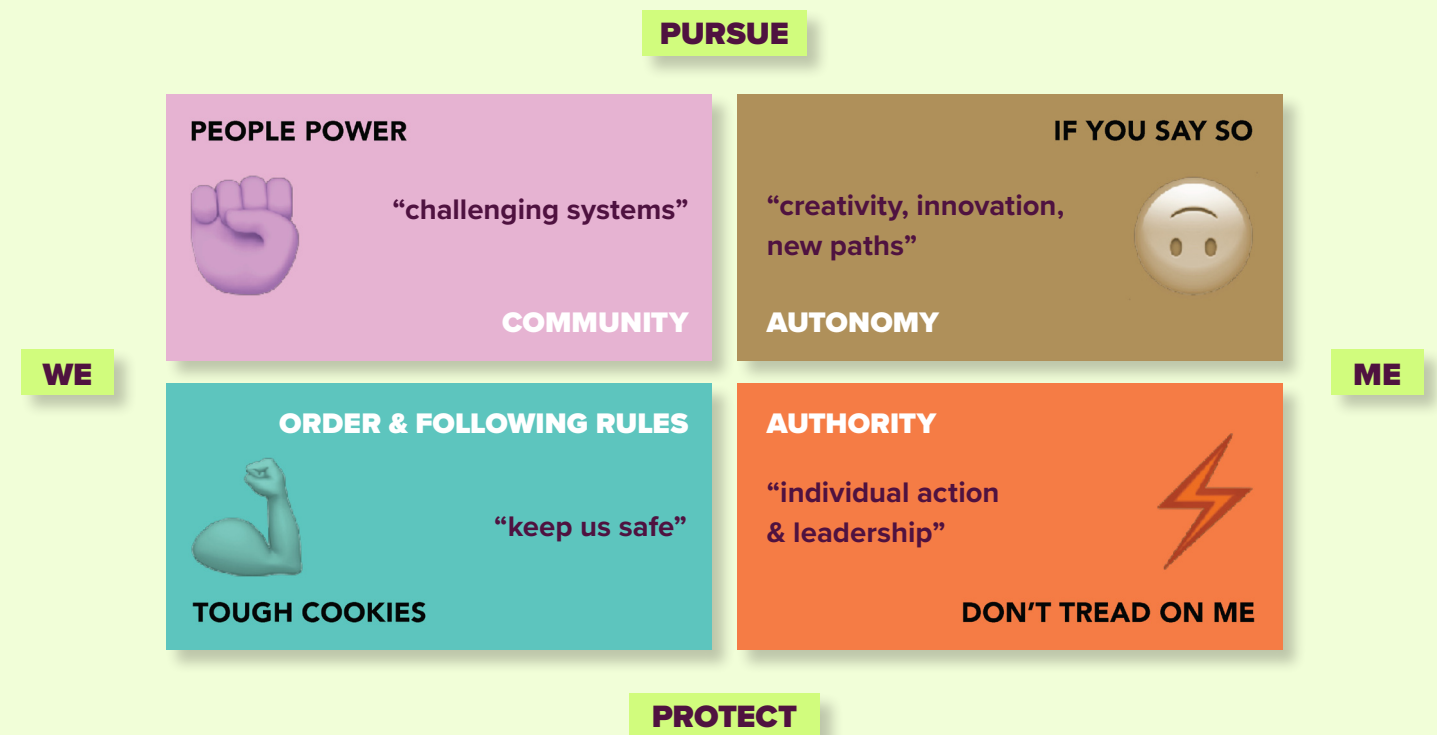 PURSUE
PEOPLE POWER
“challenging systems”
COMMUNITY
IF YOU SAY SO
“creativity, innovation,
new paths”
AUTONOMY
WE
ME
ORDER & FOLLOWING RULES
“keep us safe”
TOUGH COOKIES
AUTHORITY
“individual action
& leadership”
DON’T TREAD ON ME
PROTECT